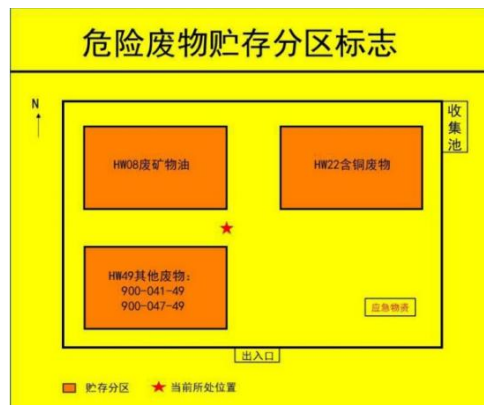 危险废物贮存分区标志
N
收集池
HW08废矿物油
HW22含铜废物
HW49其他废物：
900-041-49
900-047-49
应急物资
出入口
贮存分区
当前所处位置